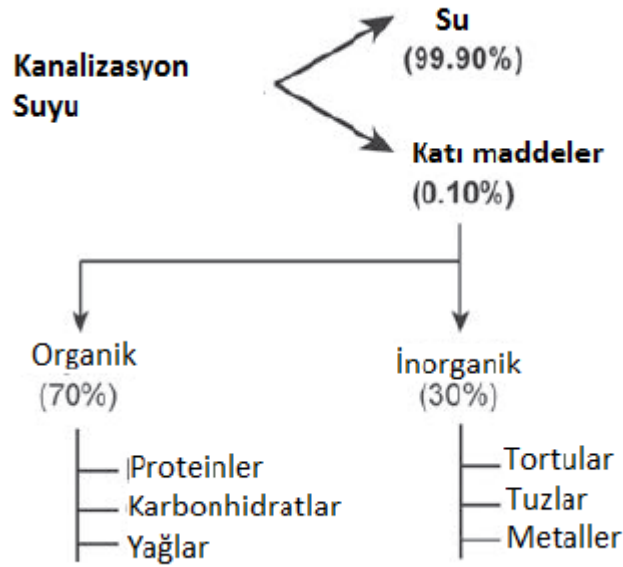 Su
(99.90%)
Kanalizasyon
Suyu
Katı maddeler
(0.10%)
Organik
(70%)
İnorganik
(30%)
Proteinler
Karbonhidratlar
Yağlar
Tortular
Tuzlar
Metaller